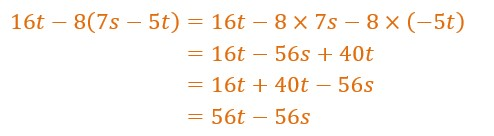 16t − 8(7s − 5t) = 16t − 8 × 7s − 8 × (−5t)
= 16t − 56s + 40t
= 16t + 40t − 56s
= 56t − 56s